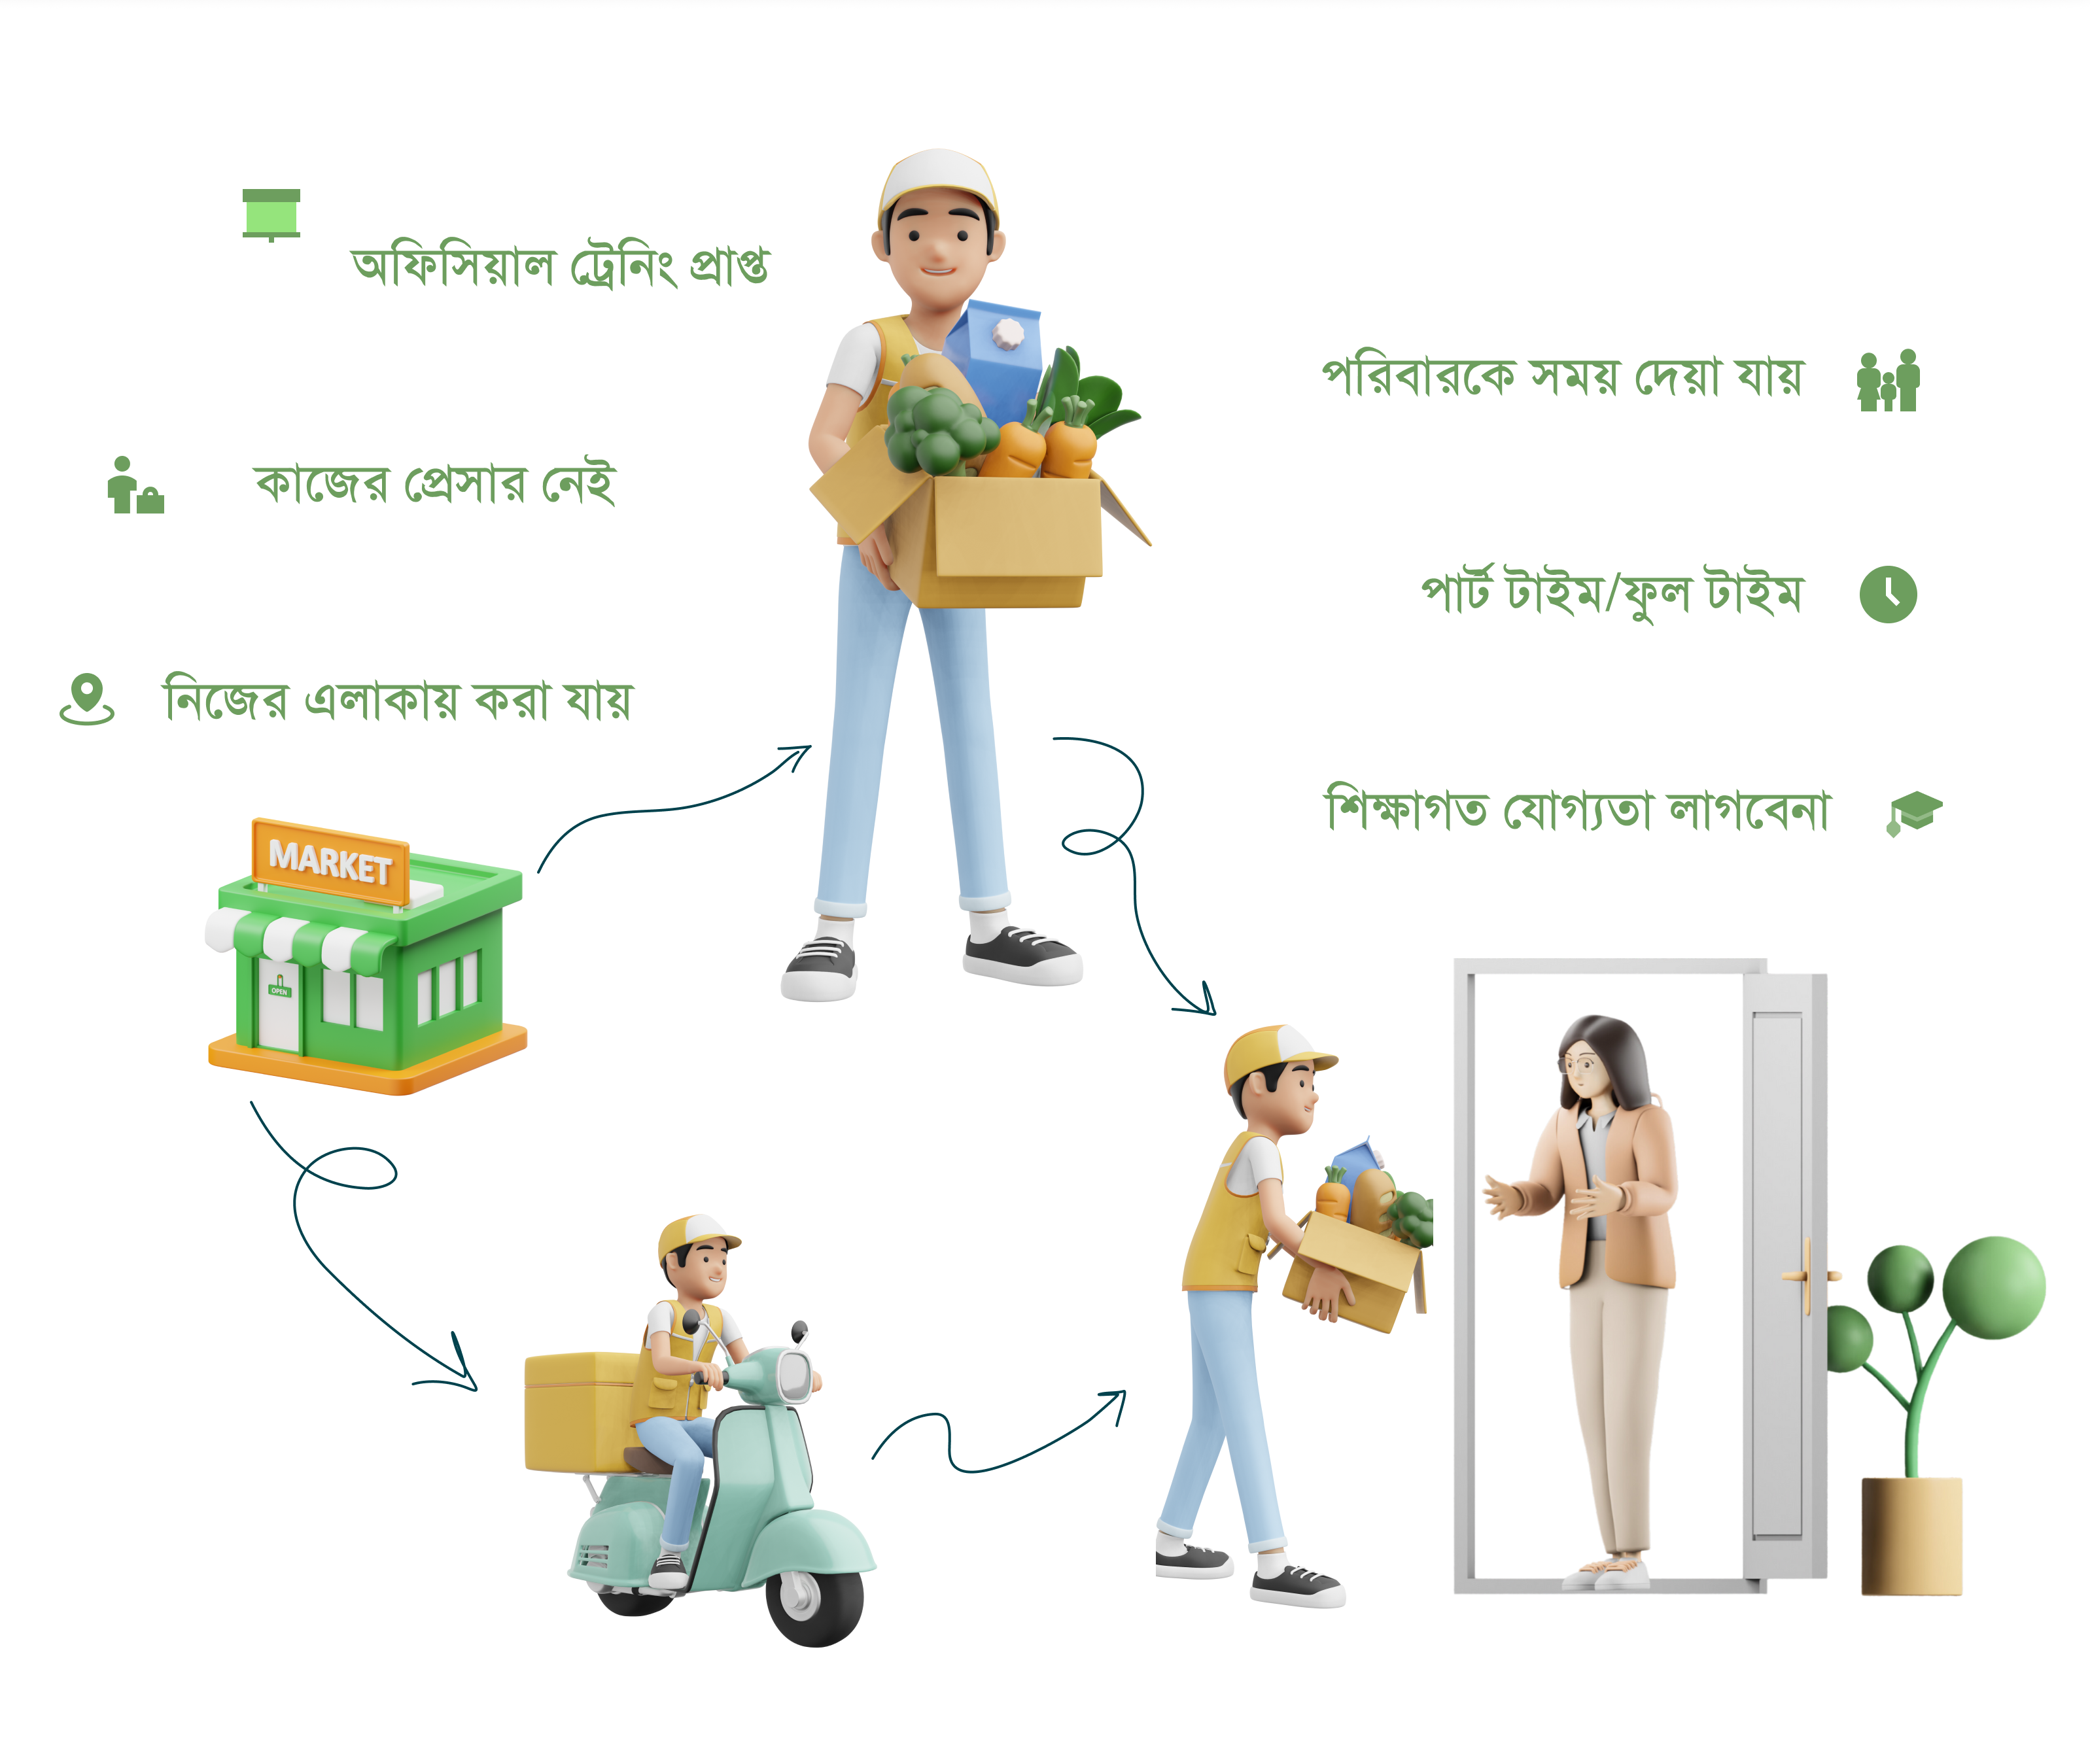 অফিসিয়াল ট্রেনিং প্রাপ্ত
কাজের প্রেসার নেই
নিজের এলাকায় করা যায়
পরিবারকে সময় দেয়া যায়
পার্ট টাইম/ফুল টাইম
শিক্ষাগত যোগ্যতা লাগবেনা
MARKET
OPEN